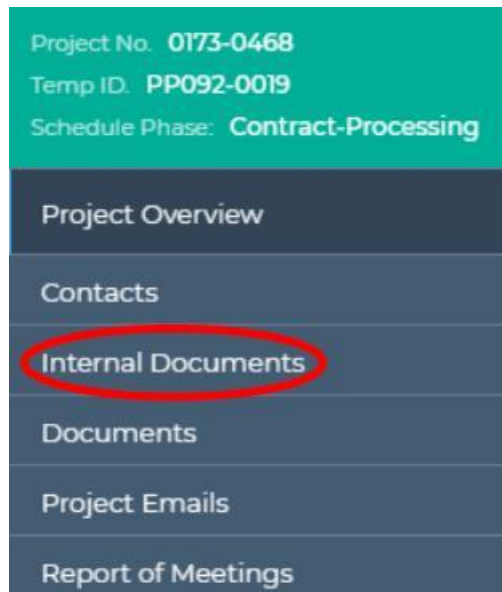 Project No. 0173-0468
Temp ID. PP092-0019
Schedule Phase: Contract-Processing
Project Overview
Contacts
Internal Documents
Documents
Project Emails
Report of Meetings